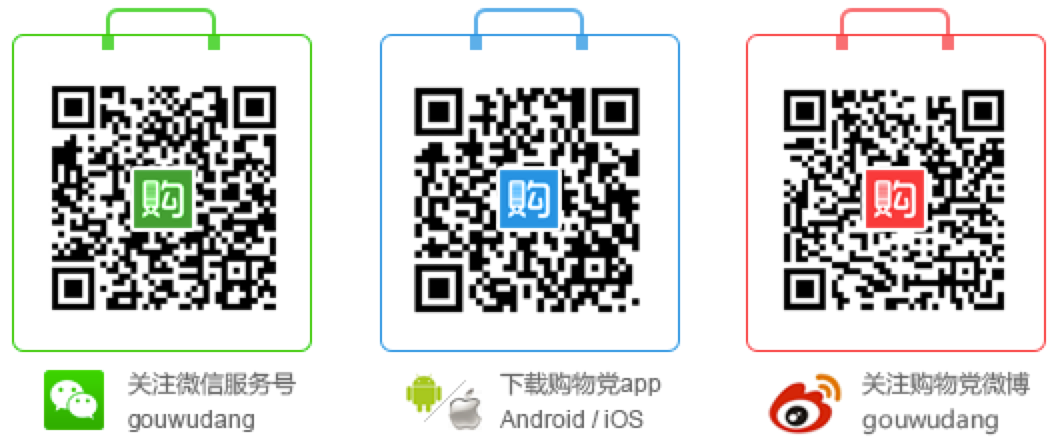 购
购
购
关注微信服务号
gouwudang
下载购物党app
Android / iOS
关注购物党微博
gouwudang